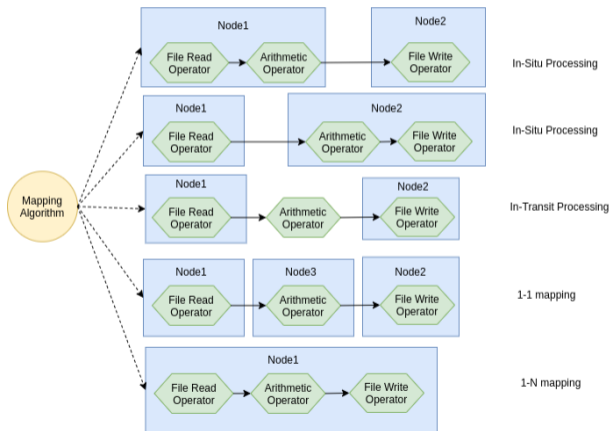 Node1
Node2
File Read
Operator
Arithmetic
Operator
File Write
Operator
In-Situ Processing
Node1
Node2
File Read
Operator
Arithmetic
Operator
File Write
Operator
In-Situ Processing
Mapping
Algorithm
Node1
Node2
File Read
Operator
Arithmetic
Operator
File Write
Operator
In-Transit Processing
Node1
Node3
Node2
File Read
Operator
Arithmetic
Operator
File Write
Operator
1-1 mapping
Node1
File Read
Operator
Arithmetic
Operator
File Write
Operator
1-N mapping